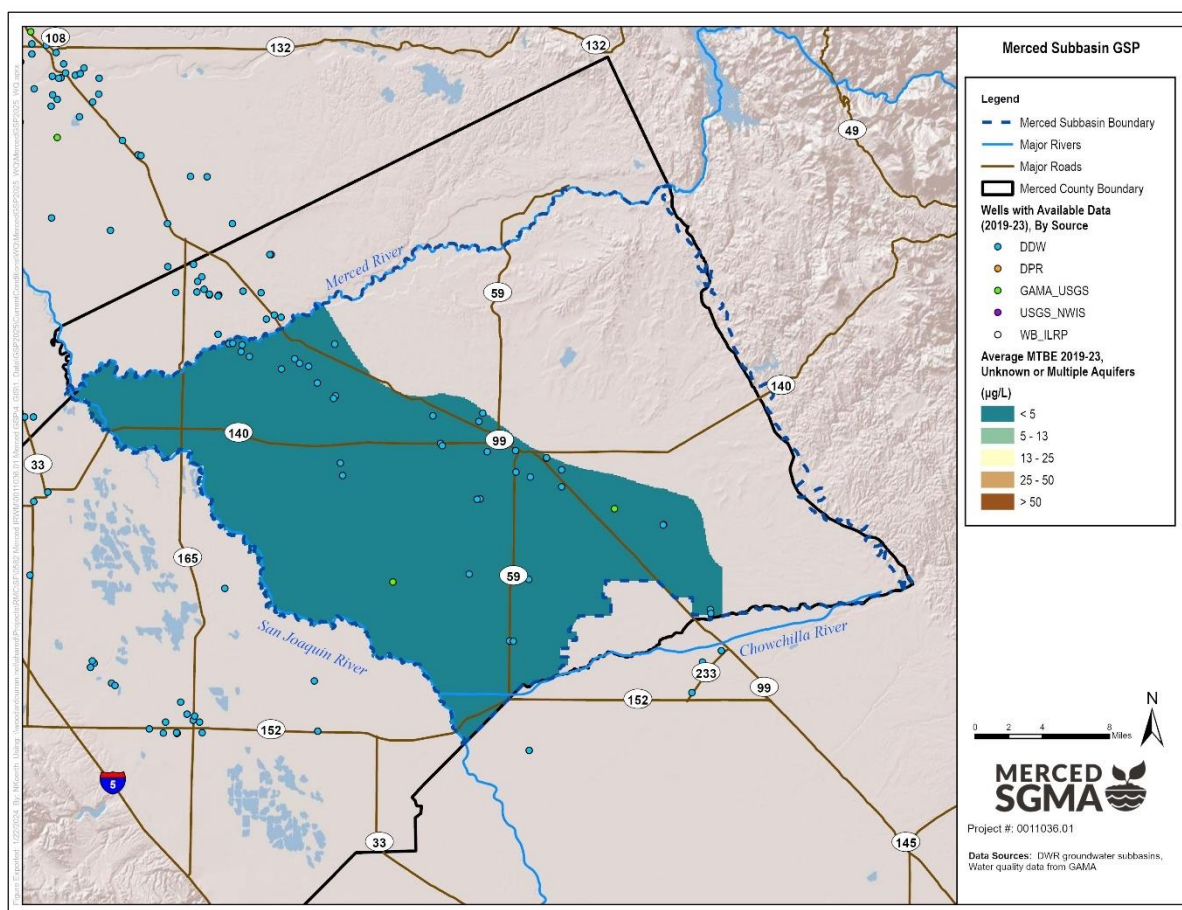 108
132
132
49
Merced River
59
140
140
99
33
165
59
San Joaquin River
Chowchilla River
233
99
152
152
5
33
145
Merced Subbasin GSP
Legend
Merced Subbasin Boundary
Major Rivers
Major Roads
Merced County Boundary
Wells with Available Data
(2019-23), By Source
DDW
DPR
GAMA_USGS
USGS_NWIS
WB_ILRP
Average MTBE 2019-23,
Unknown or Multiple Aquifers
(µg/L)
< 5
5 - 13
13 - 25
25 - 50
> 50
N
0 2 4 8
Miles
MERCED
SGMA
Project #: 0011036.01
Data Sources: DWR groundwater subbasins,
Water quality data from GAMA